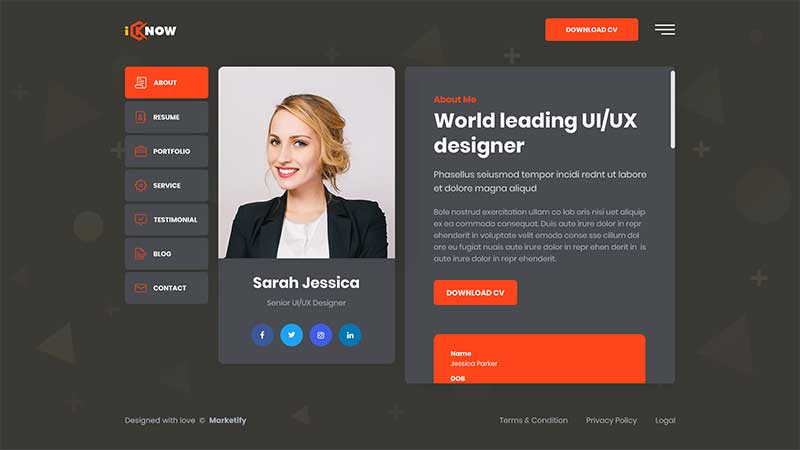 iKNOW
DOWNLOAD CV
ABOUT
RESUME
PORTFOLIO
SERVICE
TESTIMONIAL
BLOG
CONTACT
Sarah Jessica
Senior UI/UX Designer
About Me
World leading UI/UX
designer
Phasellus seiusmod tempor incidi rednt ut labore
et dolore magna aliqud
Bole nostrud exercitation ullam co lab oris nisi uet aliquip
ex ea commodo consequat. Duis aute irure dolor in repr
ehenderit in voluptate velit emodo conse sse cillum dol
ore eu fugiat nuais aute irure dolor in repr ehen derit in is
aute irure dolor in repr ehenderit.
DOWNLOAD CV
Name
Jessica Parker
DOB
Designed with love © Marketify
Terms & Condition
Privacy Policy
Logal